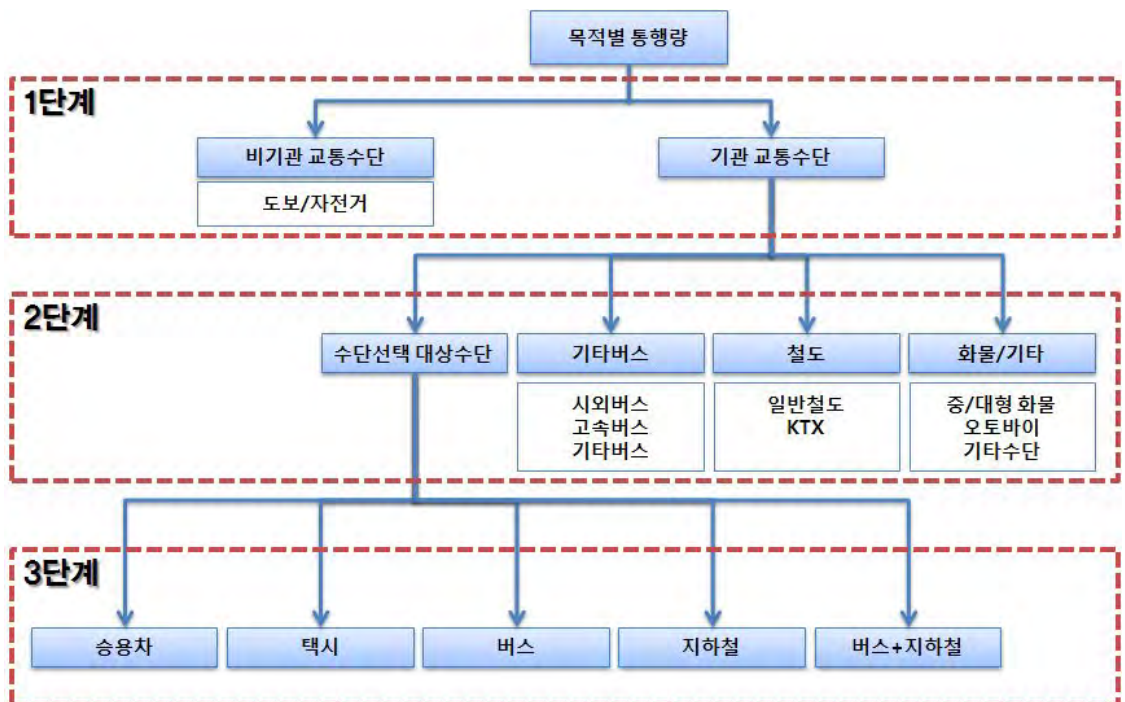 목적별 통행량
1단계
비기관 교통수단
기관 교통수단
도보/자전거
2단계
수단선택 대상수단
기타버스
철도
화물/기타
시외버스
고속버스
기타버스
일반철도
KTX
중/대형 화물
오토바이
기타수단
3단계
승용차
택시
버스
지하철
버스+지하철